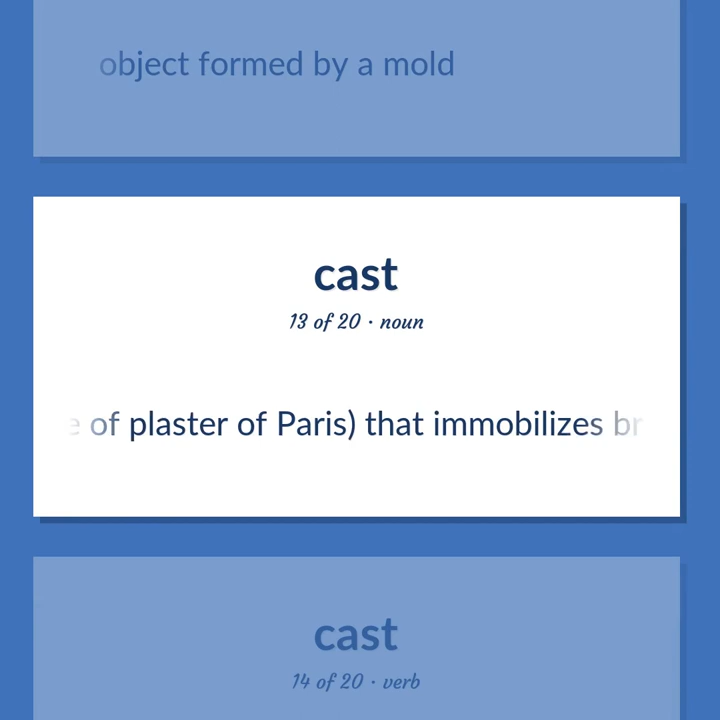 object formed by a mold
cast
13 of 20 · noun
e of plaster of Paris) that immobilizes br
cast
14 of 20 · verb